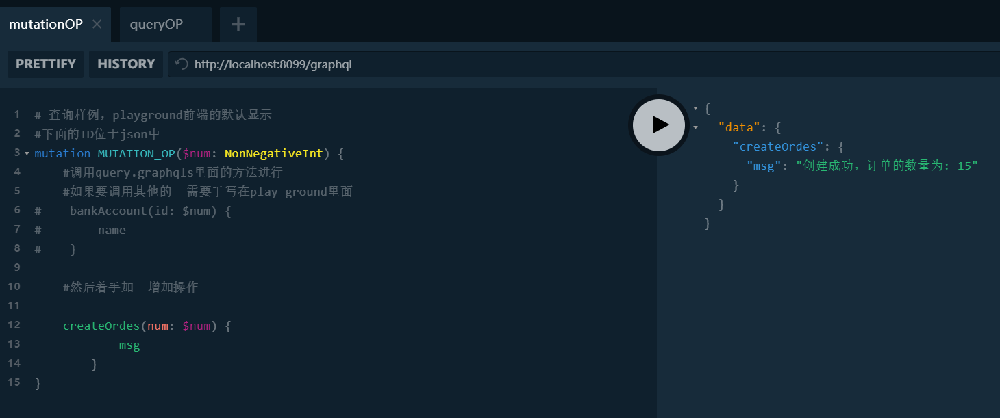 mutationOP
queryOP
PRETTIFY
HISTORY
http://localhost:8099/graphql
1 # 查询样例，playground前端的默认显示
2 #下面的ID位于json中
3 mutation MUTATION_OP($num: NonNegativeInt) {
4 #调用query.graphqls里面的方法进行
5 #如果要调用其他的 需要手写在play ground里面
6 # bankAccount(id: $num) {
7 # name
8 # }
9
10 #然后着手加 增加操作
11
12 createOrdes(num: $num) {
13 msg
14 }
15 }
{
"data": {
"createOrdes": {
"msg": "创建成功，订单的数量为: 15"
}
}
}